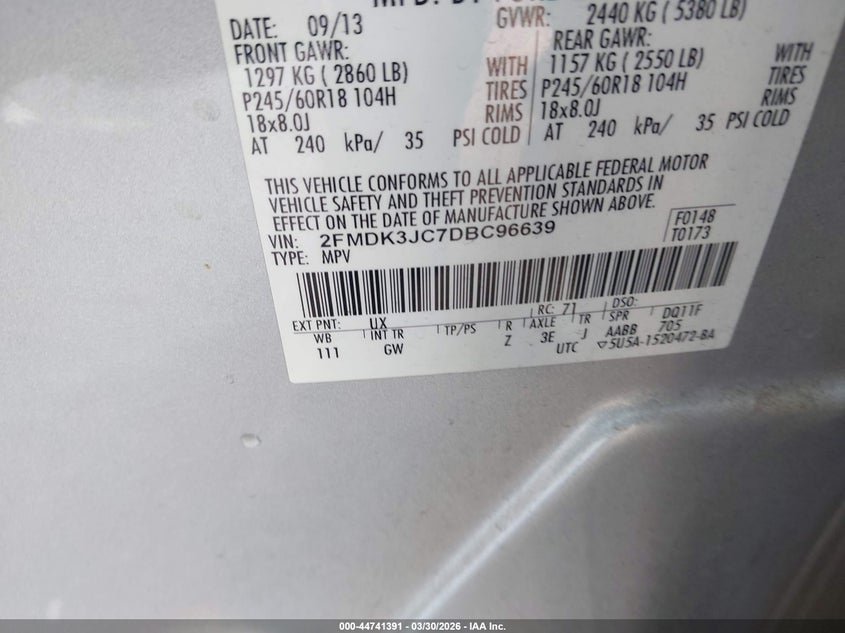 MFD. BY FORD
DATE: 09/13
GVWR: 2440 KG ( 5380 LB)
FRONT GAWR:
1297 KG ( 2860 LB) WITH
P245/60R18 104H TIRES
18x8.0J RIMS
AT 240 kPa/ 35 PSI COLD
REAR GAWR:
1157 KG ( 2550 LB) WITH
P245/60R18 104H TIRES
18x8.0J RIMS
AT 240 kPa/ 35 PSI COLD
THIS VEHICLE CONFORMS TO ALL APPLICABLE FEDERAL MOTOR
VEHICLE SAFETY AND THEFT PREVENTION STANDARDS IN
EFFECT ON THE DATE OF MANUFACTURE SHOWN ABOVE.
VIN: 2FMDK3JC7DBC96639
TYPE: MPV
F0148
T0173
EXT PNT: UX RC: 71 DSO:
WB INT TR TP/PS R AXLE TR SPR DQ11F
111 GW Z 3E J AABB 705
UTC ▽5U5A-1520472-BA
000-44741391 - 03/30/2026 - IAA Inc.